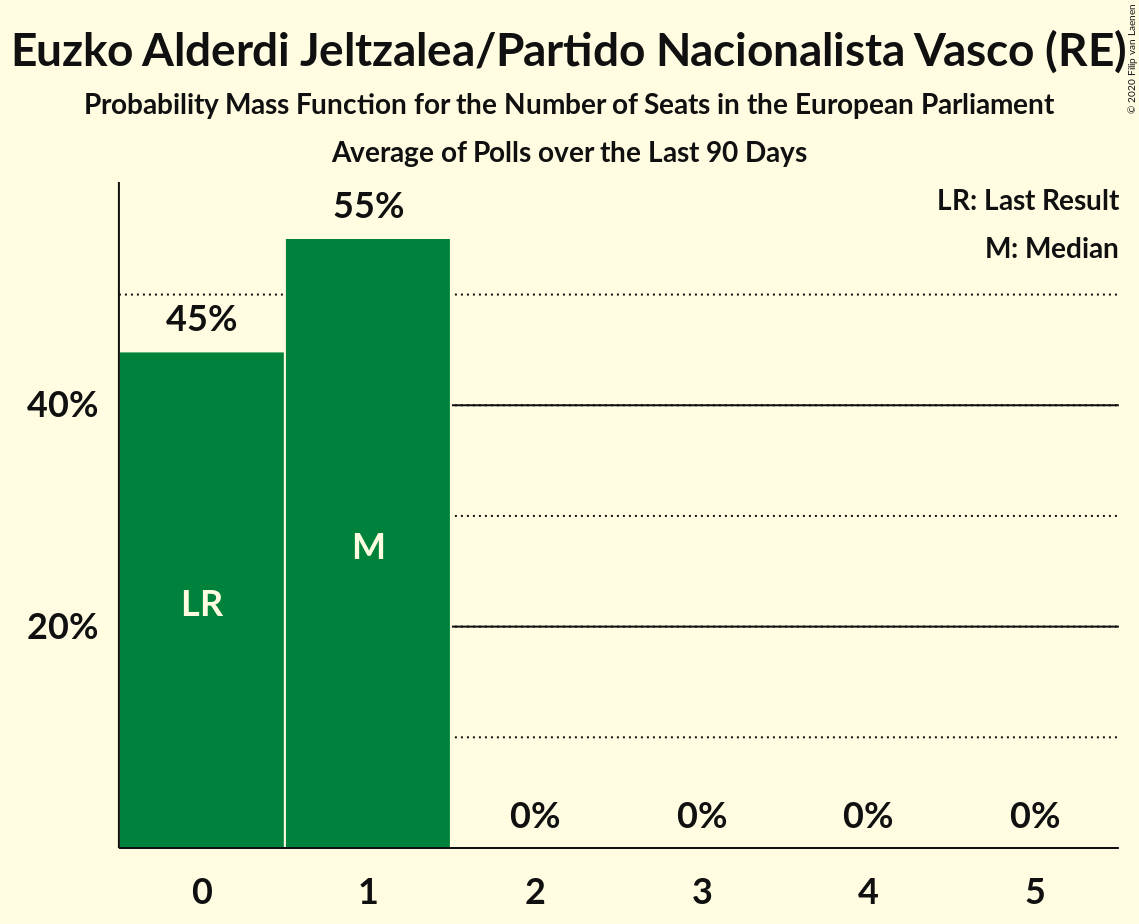 Euzko Alderdi Jeltzalea/Partido Nacionalista Vasco (RE)
© 2020 Filip van Laenen
Probability Mass Function for the Number of Seats in the European Parliament
Average of Polls over the Last 90 Days
LR: Last Result
M: Median
55%
45%
40%
M
LR
20%
0% 0% 0% 0%
0 1 2 3 4 5